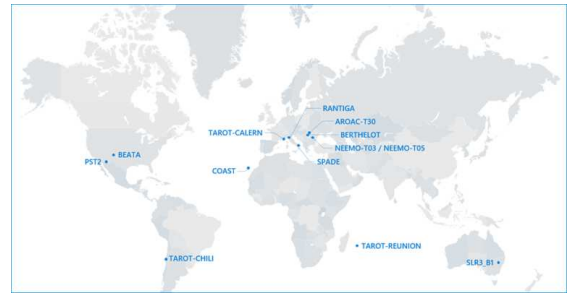 RANTIGA
AROAC-T30
TAROT-CALERN
BERTHELOT
NEEMO-T03 / NEEMO-T05
BEATA
PST2
SPADE
COAST
TAROT-REUNION
TAROT-CHILI
SLR3_B1